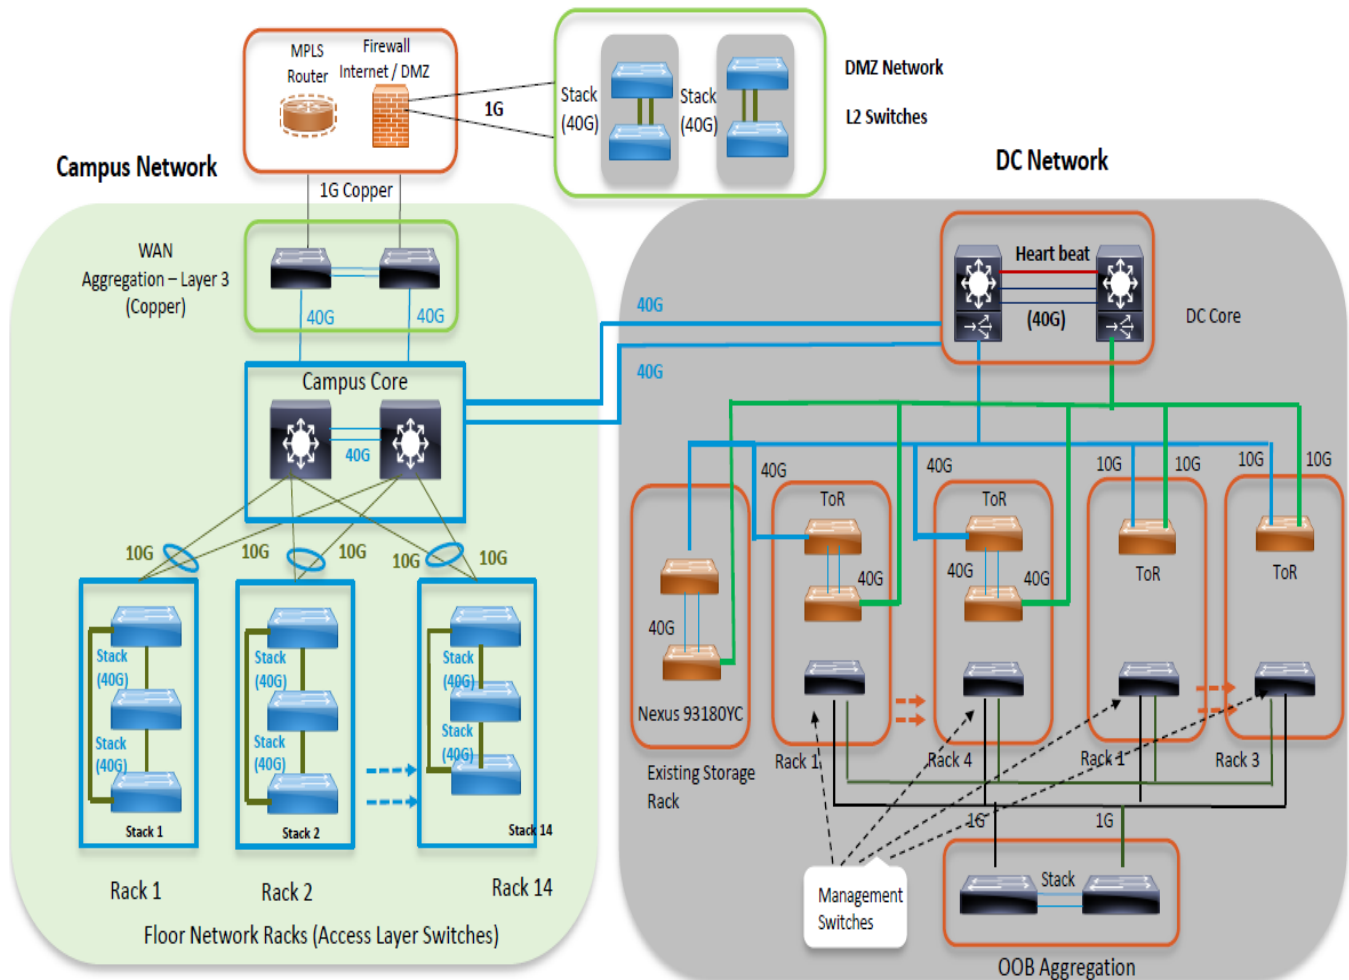 MPLS
Router
Firewall
Internet / DMZ
1G
Stack
(40G)
Stack
(40G)
DMZ Network
L2 Switches
Campus Network
DC Network
1G Copper
WAN
Aggregation – Layer 3
(Copper)
40G
40G
Campus Core
40G
40G
40G
Heart beat
(40G)
DC Core
10G
10G
10G
10G
10G
10G
Stack
(40G)
Stack
(40G)
Stack 1
Stack
(40G)
Stack
(40G)
Stack 2
Stack
(40G)
Stack
(40G)
Stack 14
Rack 1
Rack 2
Rack 14
Floor Network Racks (Access Layer Switches)
40G
40G
10G
10G
10G
10G
ToR
ToR
ToR
ToR
40G
40G
40G
40G
Nexus 93180YC
Existing Storage
Rack
Rack 1
Rack 4
Rack 1
Rack 3
1G
1G
Management
Switches
Stack
OOB Aggregation